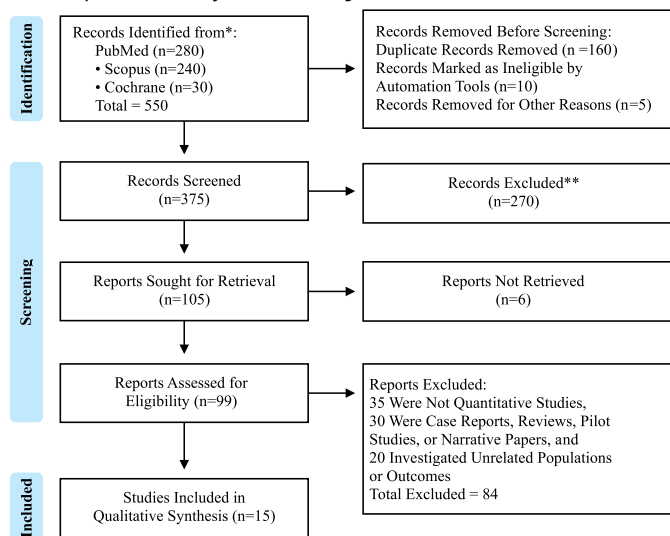 Identification
Records Identified from*:
PubMed (n=280)
• Scopus (n=240)
• Cochrane (n=30)
Total = 550
Records Removed Before Screening:
Duplicate Records Removed (n =160)
Records Marked as Ineligible by
Automation Tools (n=10)
Records Removed for Other Reasons (n=5)
Screening
Records Screened
(n=375)
Records Excluded**
(n=270)
Reports Sought for Retrieval
(n=105)
Reports Not Retrieved
(n=6)
Reports Assessed for
Eligibility (n=99)
Reports Excluded:
35 Were Not Quantitative Studies,
30 Were Case Reports, Reviews, Pilot
Studies, or Narrative Papers, and
20 Investigated Unrelated Populations
or Outcomes
Total Excluded = 84
Included
Studies Included in
Qualitative Synthesis (n=15)